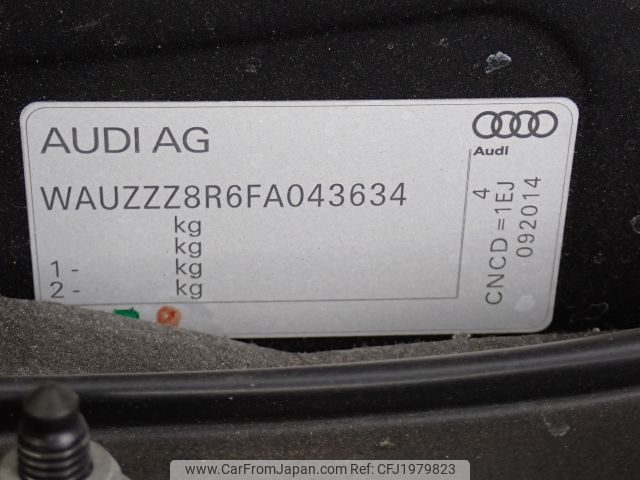 AUDI AG
Audi
WAUZZZ8R6FA043634
kg
kg
1 - kg
2 - kg
4
CNCD = 1EJ
092014
www.CarFromJapan.com - Ref: CFJ1979823